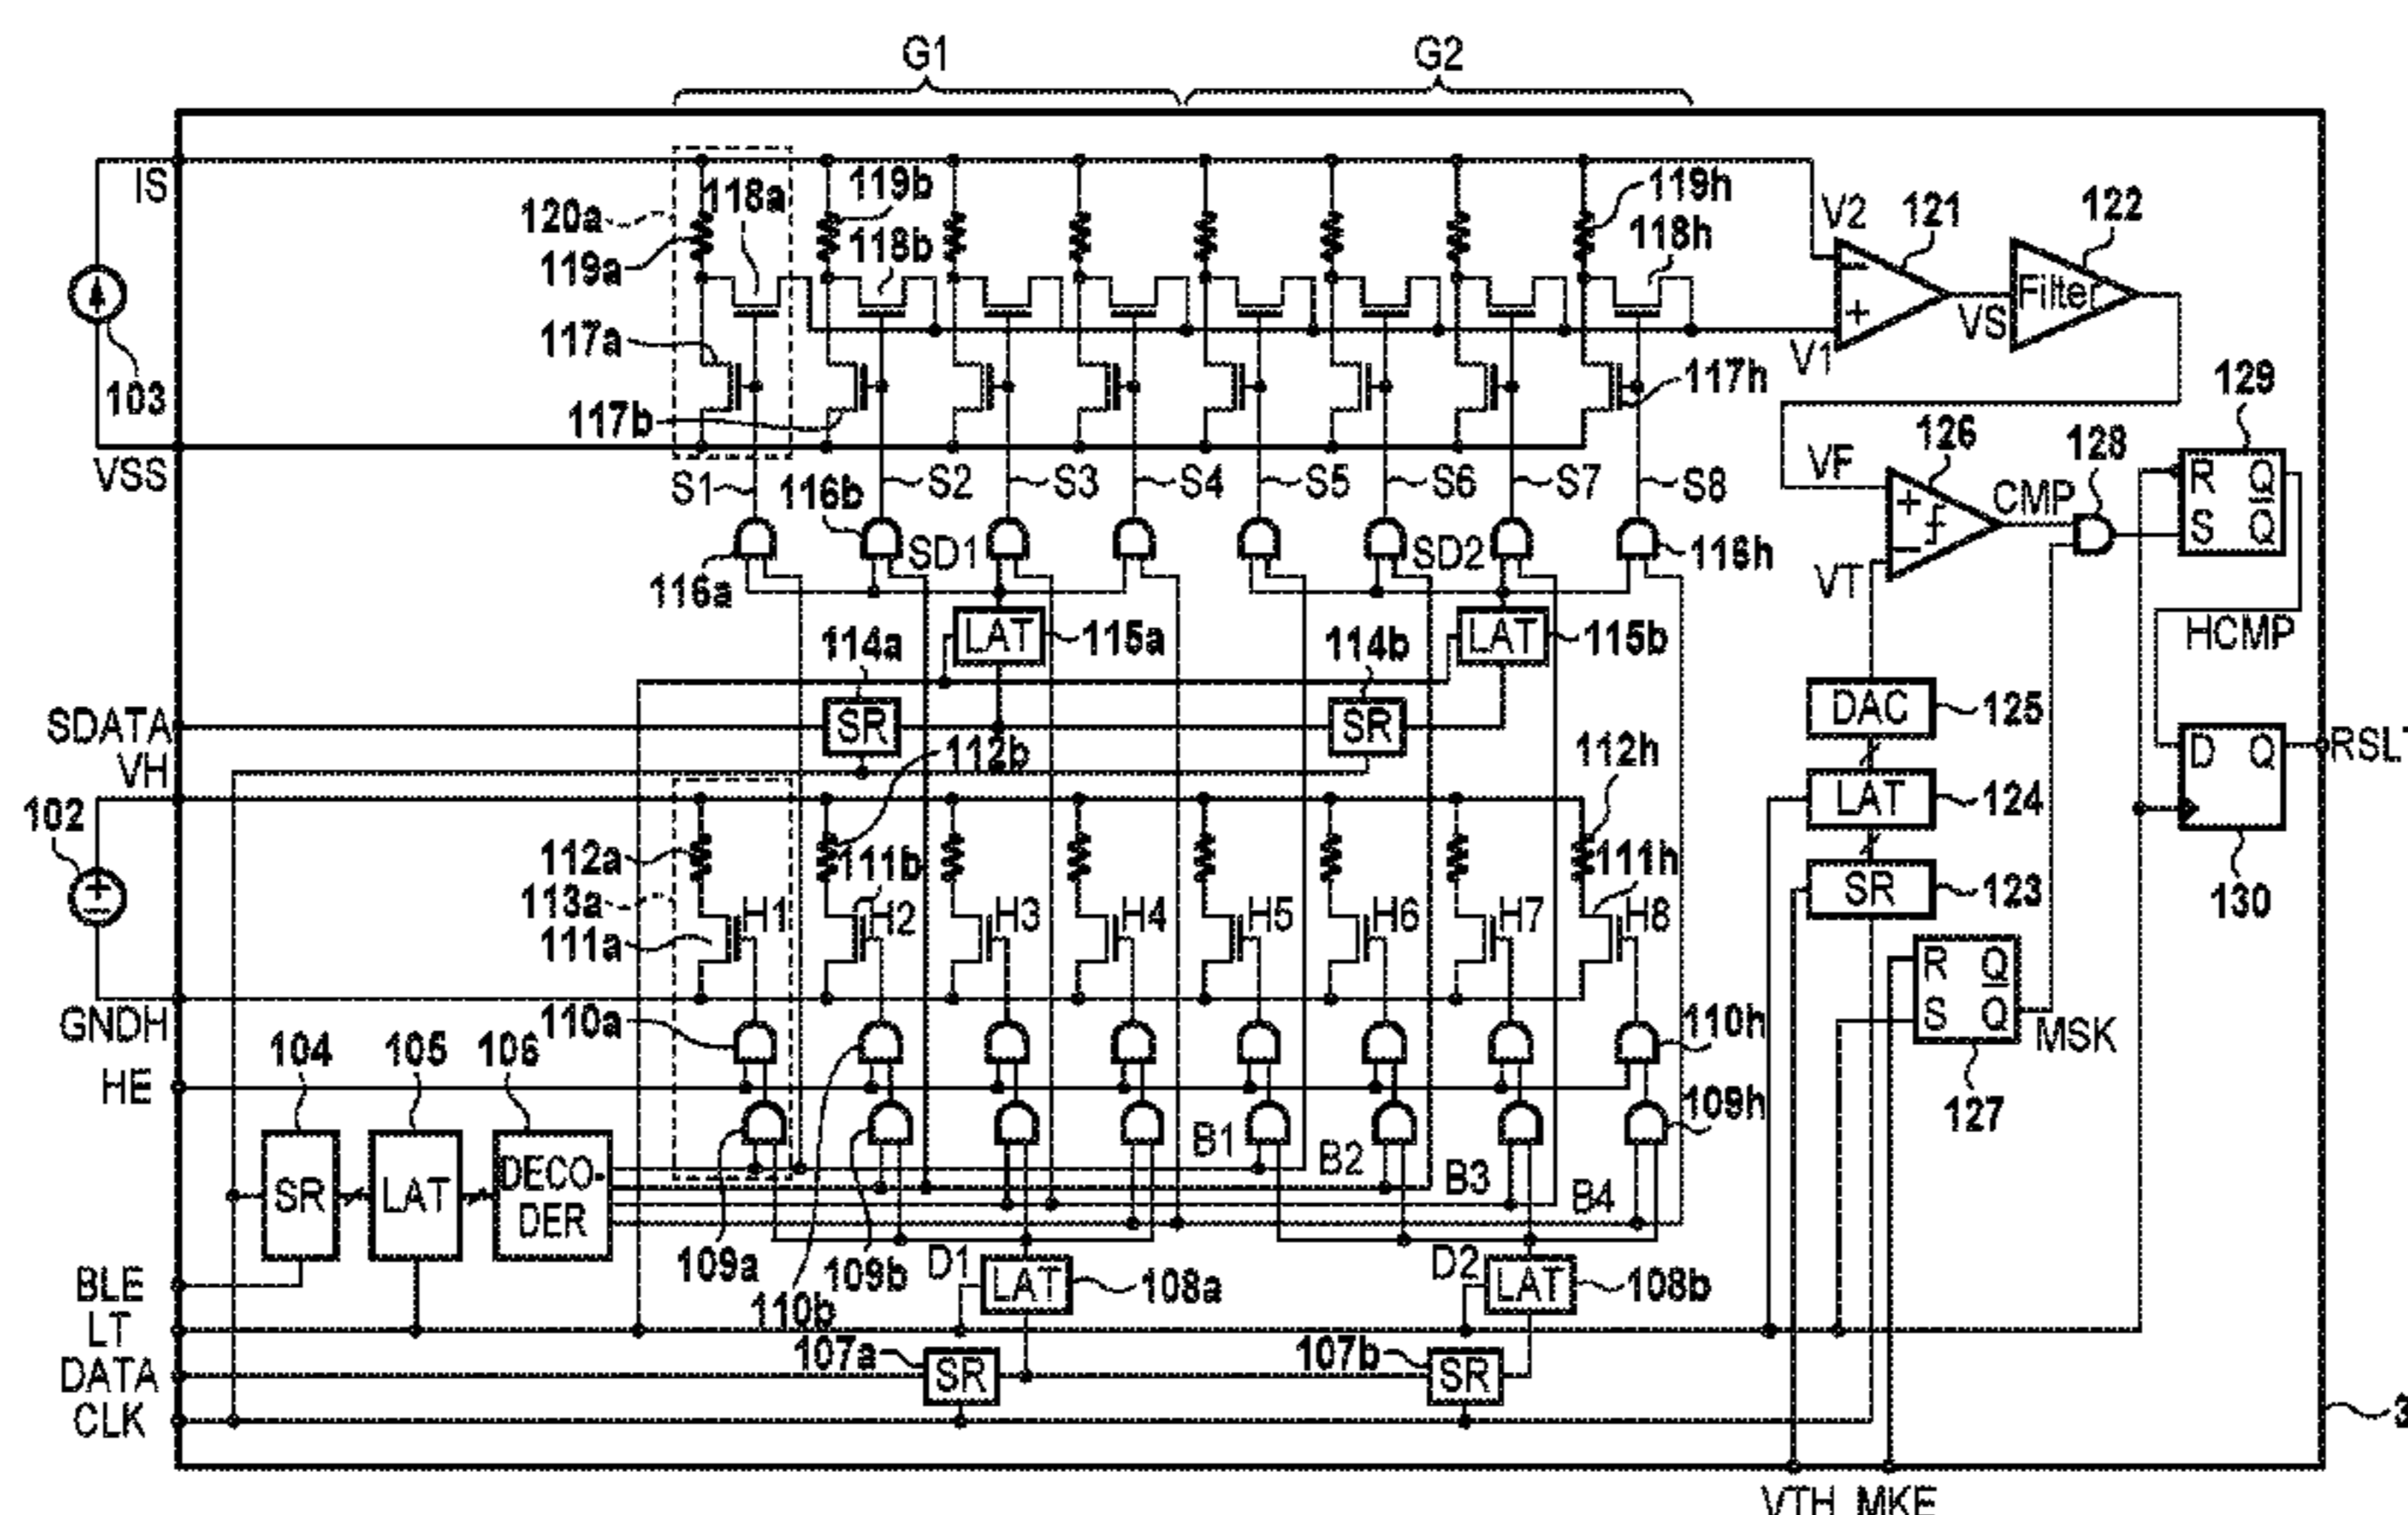 G1 G2
IS
120a
119a
118a
119b
118b
119h
118h
V2
121
122
Filter
VS
V1
103
117a
117b
117h
129
VSS
S1
116b
S2
S3
S4
S5
S6
S7
S8
VF
126
CMP
128
R Q
S Q
116a
SD1
SD2
116h
VT
HCMP
114a
LAT
115a
114b
LAT
115b
SDATA
SR
SR
DAC
125
VH
112b
112h
D Q
RSLT
102
LAT
124
112a
111b
111h
113a
111a
H1
H2
H3
H4
H5
H6
H7
H8
SR
123
130
GNDH
R Q
S Q
MSK
127
104
105
106
110a
110h
HE
109h
SR
LAT
DECO-
DER
B1
B2
B3
B4
BLE
109a
110b
109b
D1
LAT
108a
D2
LAT
108b
LT
107a
107b
DATA
SR
SR
CLK
VTH
MKE